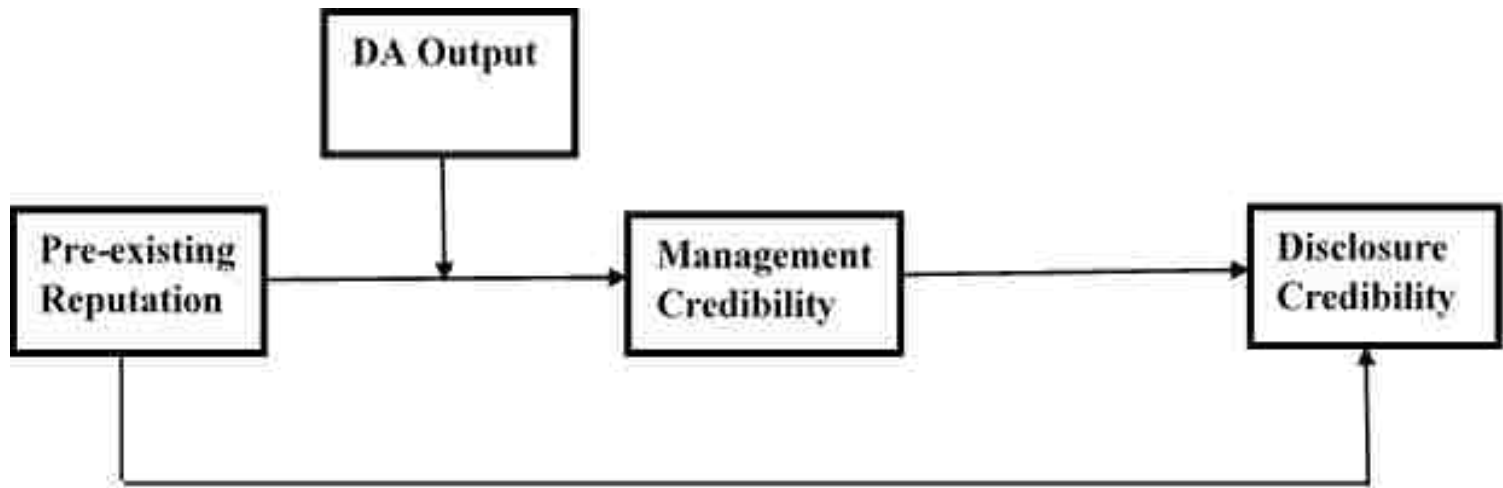 DA Output
Pre-existing
Reputation
Management
Credibility
Disclosure
Credibility